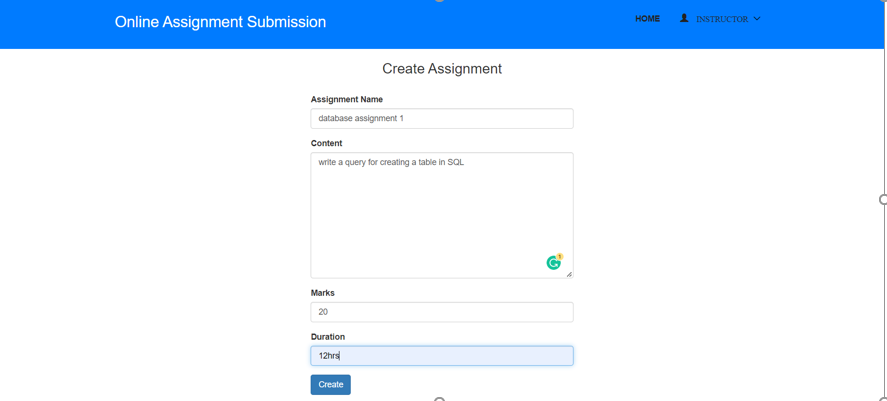 Online Assignment Submission
HOME INSTRUCTOR
Create Assignment
Assignment Name
database assignment 1
Content
write a query for creating a table in SQL
1
Marks
20
Duration
12hrs
Create